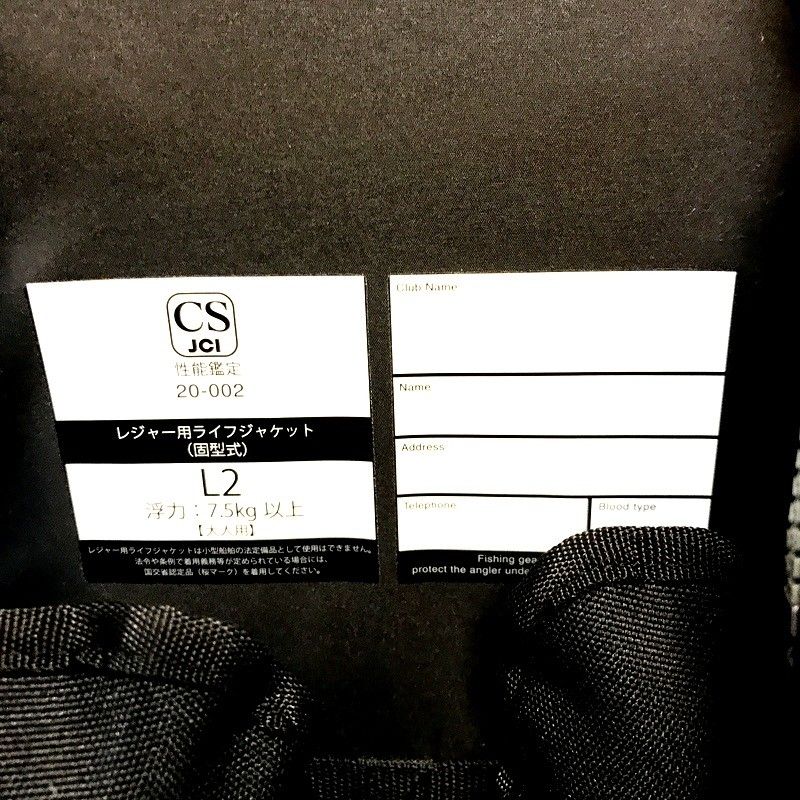 CS
JCI
性能鑑定
20-002
レジャー用ライフジャケット
(固型式)
L2
浮力：7.5kg 以上
【大人用】
レジャー用ライフジャケットは小型船舶の法定備品として使用はできません。
法令や条例で着用義務等が定められている場合には、
国交省認定品（桜マーク）を着用してください。
Club Name
Name
Address
Telephone
Blood type
Fishing gea
protect the angler unde